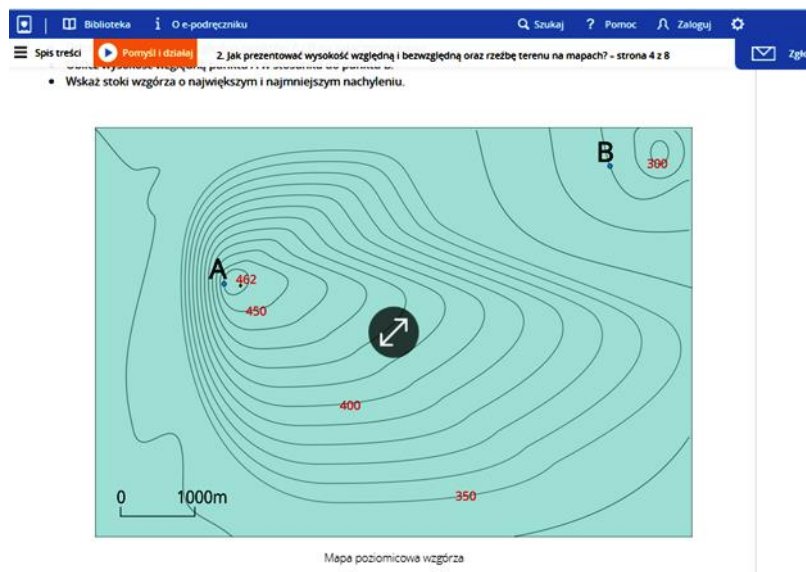 Biblioteka i O e-podręczniku Szukaj ? Pomoc Zaloguj
Spis treści Pomyśl i działaj 2. Jak prezentować wysokość względną i bezwzględną oraz rzeźbę terenu na mapach? – strona 4 z 8
• Wskaż stoki wzgórza o największym i najmniejszym nachyleniu.
B
300
A
462
450
400
350
0 1000m
Mapa poziomicowa wzgórza